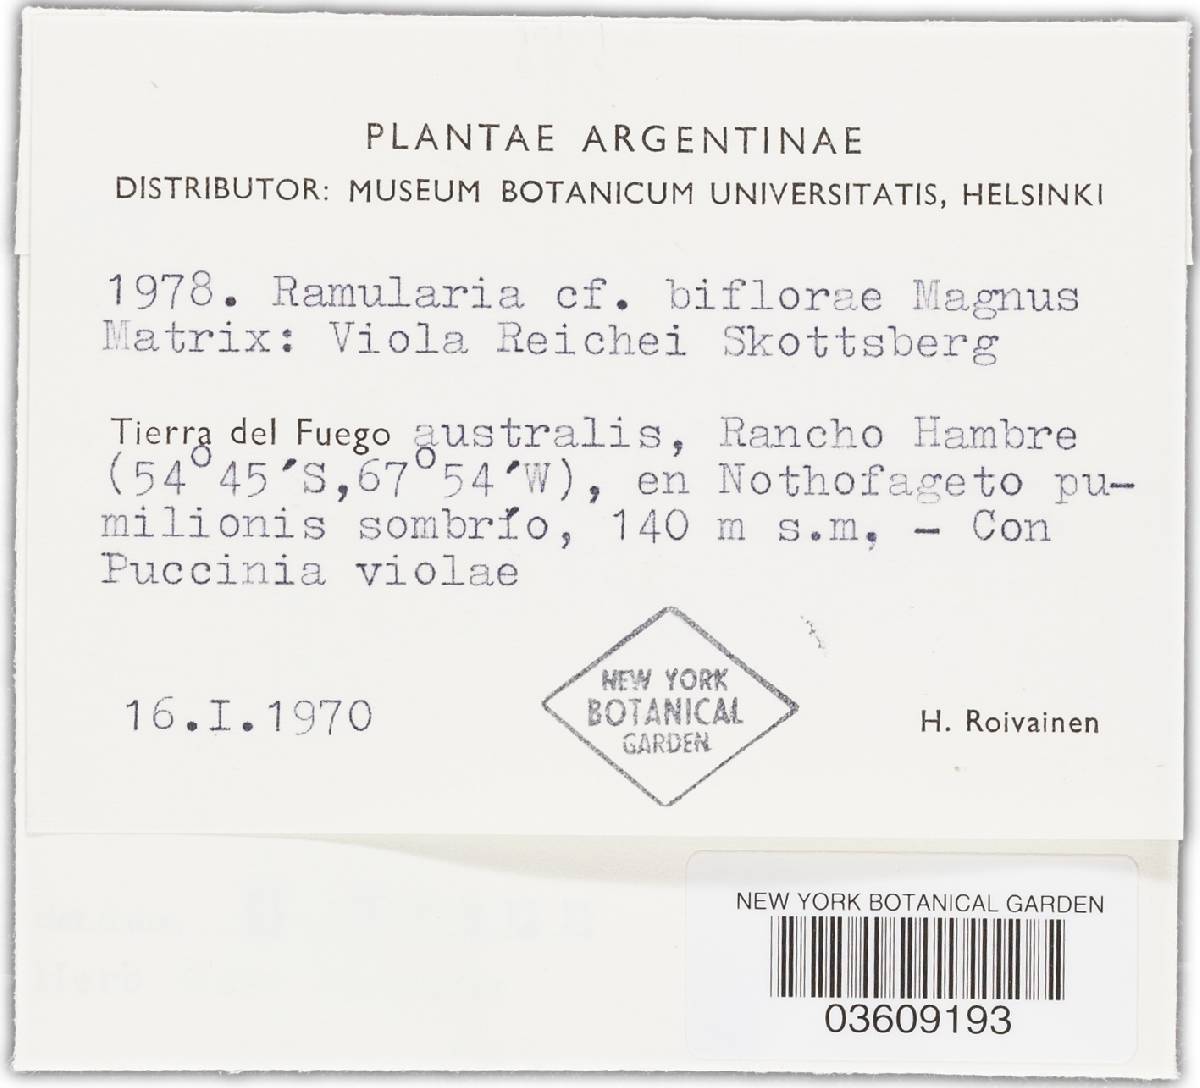 PLANTAE ARGENTINAE
DISTRIBUTOR: MUSEUM BOTANICUM UNIVERSITATIS, HELSINKI
1978. Ramularia cf. biflorae Magnus
Matrix: Viola Reichei Skottsberg
Tierra del Fuego australis, Rancho Hambre
(54°45´S,67°54´W), en Nothofageto pu-
milionis sombrío, 140 m s.m, - Con
Puccinia violae
NEW YORK
BOTANICAL
GARDEN
16.I.1970
H. Roivainen
NEW YORK BOTANICAL GARDEN
03609193